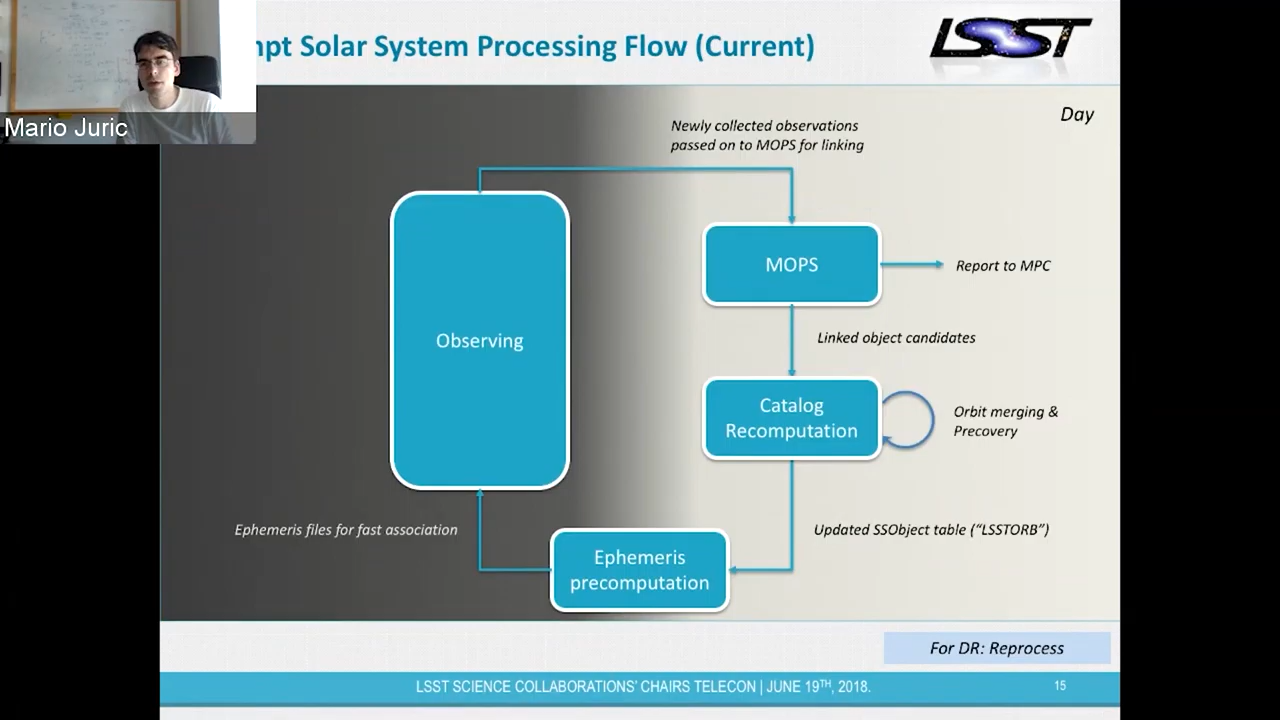 mpt Solar System Processing Flow (Current)
LSST
Mario Juric
Day
Newly collected observations
passed on to MOPS for linking
MOPS
Report to MPC
Observing
Linked object candidates
Catalog
Recomputation
Orbit merging &
Precovery
Ephemeris files for fast association
Updated SSObject table (“LSSTORB”)
Ephemeris
precomputation
For DR: Reprocess
LSST SCIENCE COLLABORATIONS’ CHAIRS TELECON | JUNE 19TH, 2018.
15